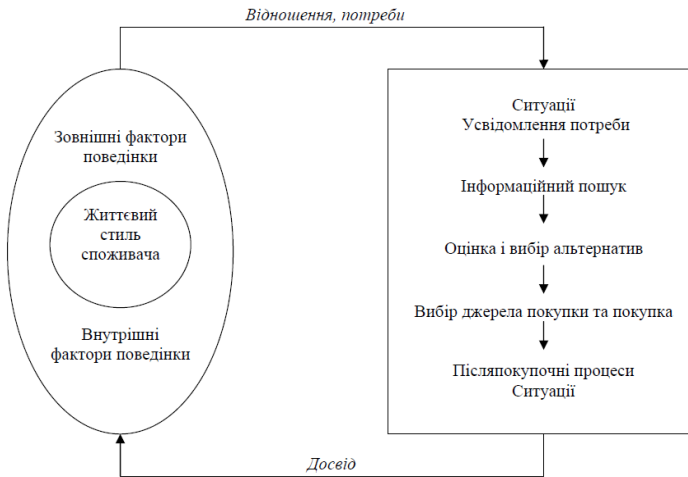 Відношення, потреби
Зовнішні фактори
поведінки
Життєвий
стиль
споживача
Внутрішні
фактори поведінки
Ситуації
Усвідомлення потреби
Інформаційний пошук
Оцінка і вибір альтернатив
Вибір джерела покупки та покупка
Післяпокупочні процеси
Ситуації
Досвід